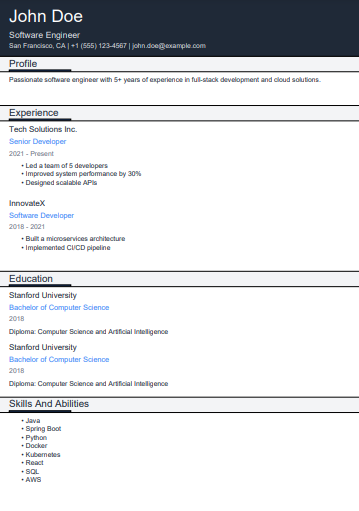 John Doe
Software Engineer
San Francisco, CA | +1 (555) 123-4567 | john.doe@example.com
Profile
Passionate software engineer with 5+ years of experience in full-stack development and cloud solutions.
Experience
Tech Solutions Inc.
Senior Developer
2021 - Present
• Led a team of 5 developers
• Improved system performance by 30%
• Designed scalable APIs
InnovateX
Software Developer
2018 - 2021
• Built a microservices architecture
• Implemented CI/CD pipeline
Education
Stanford University
Bachelor of Computer Science
2018
Diploma: Computer Science and Artificial Intelligence
Stanford University
Bachelor of Computer Science
2018
Diploma: Computer Science and Artificial Intelligence
Skills And Abilities
• Java
• Spring Boot
• Python
• Docker
• Kubernetes
• React
• SQL
• AWS